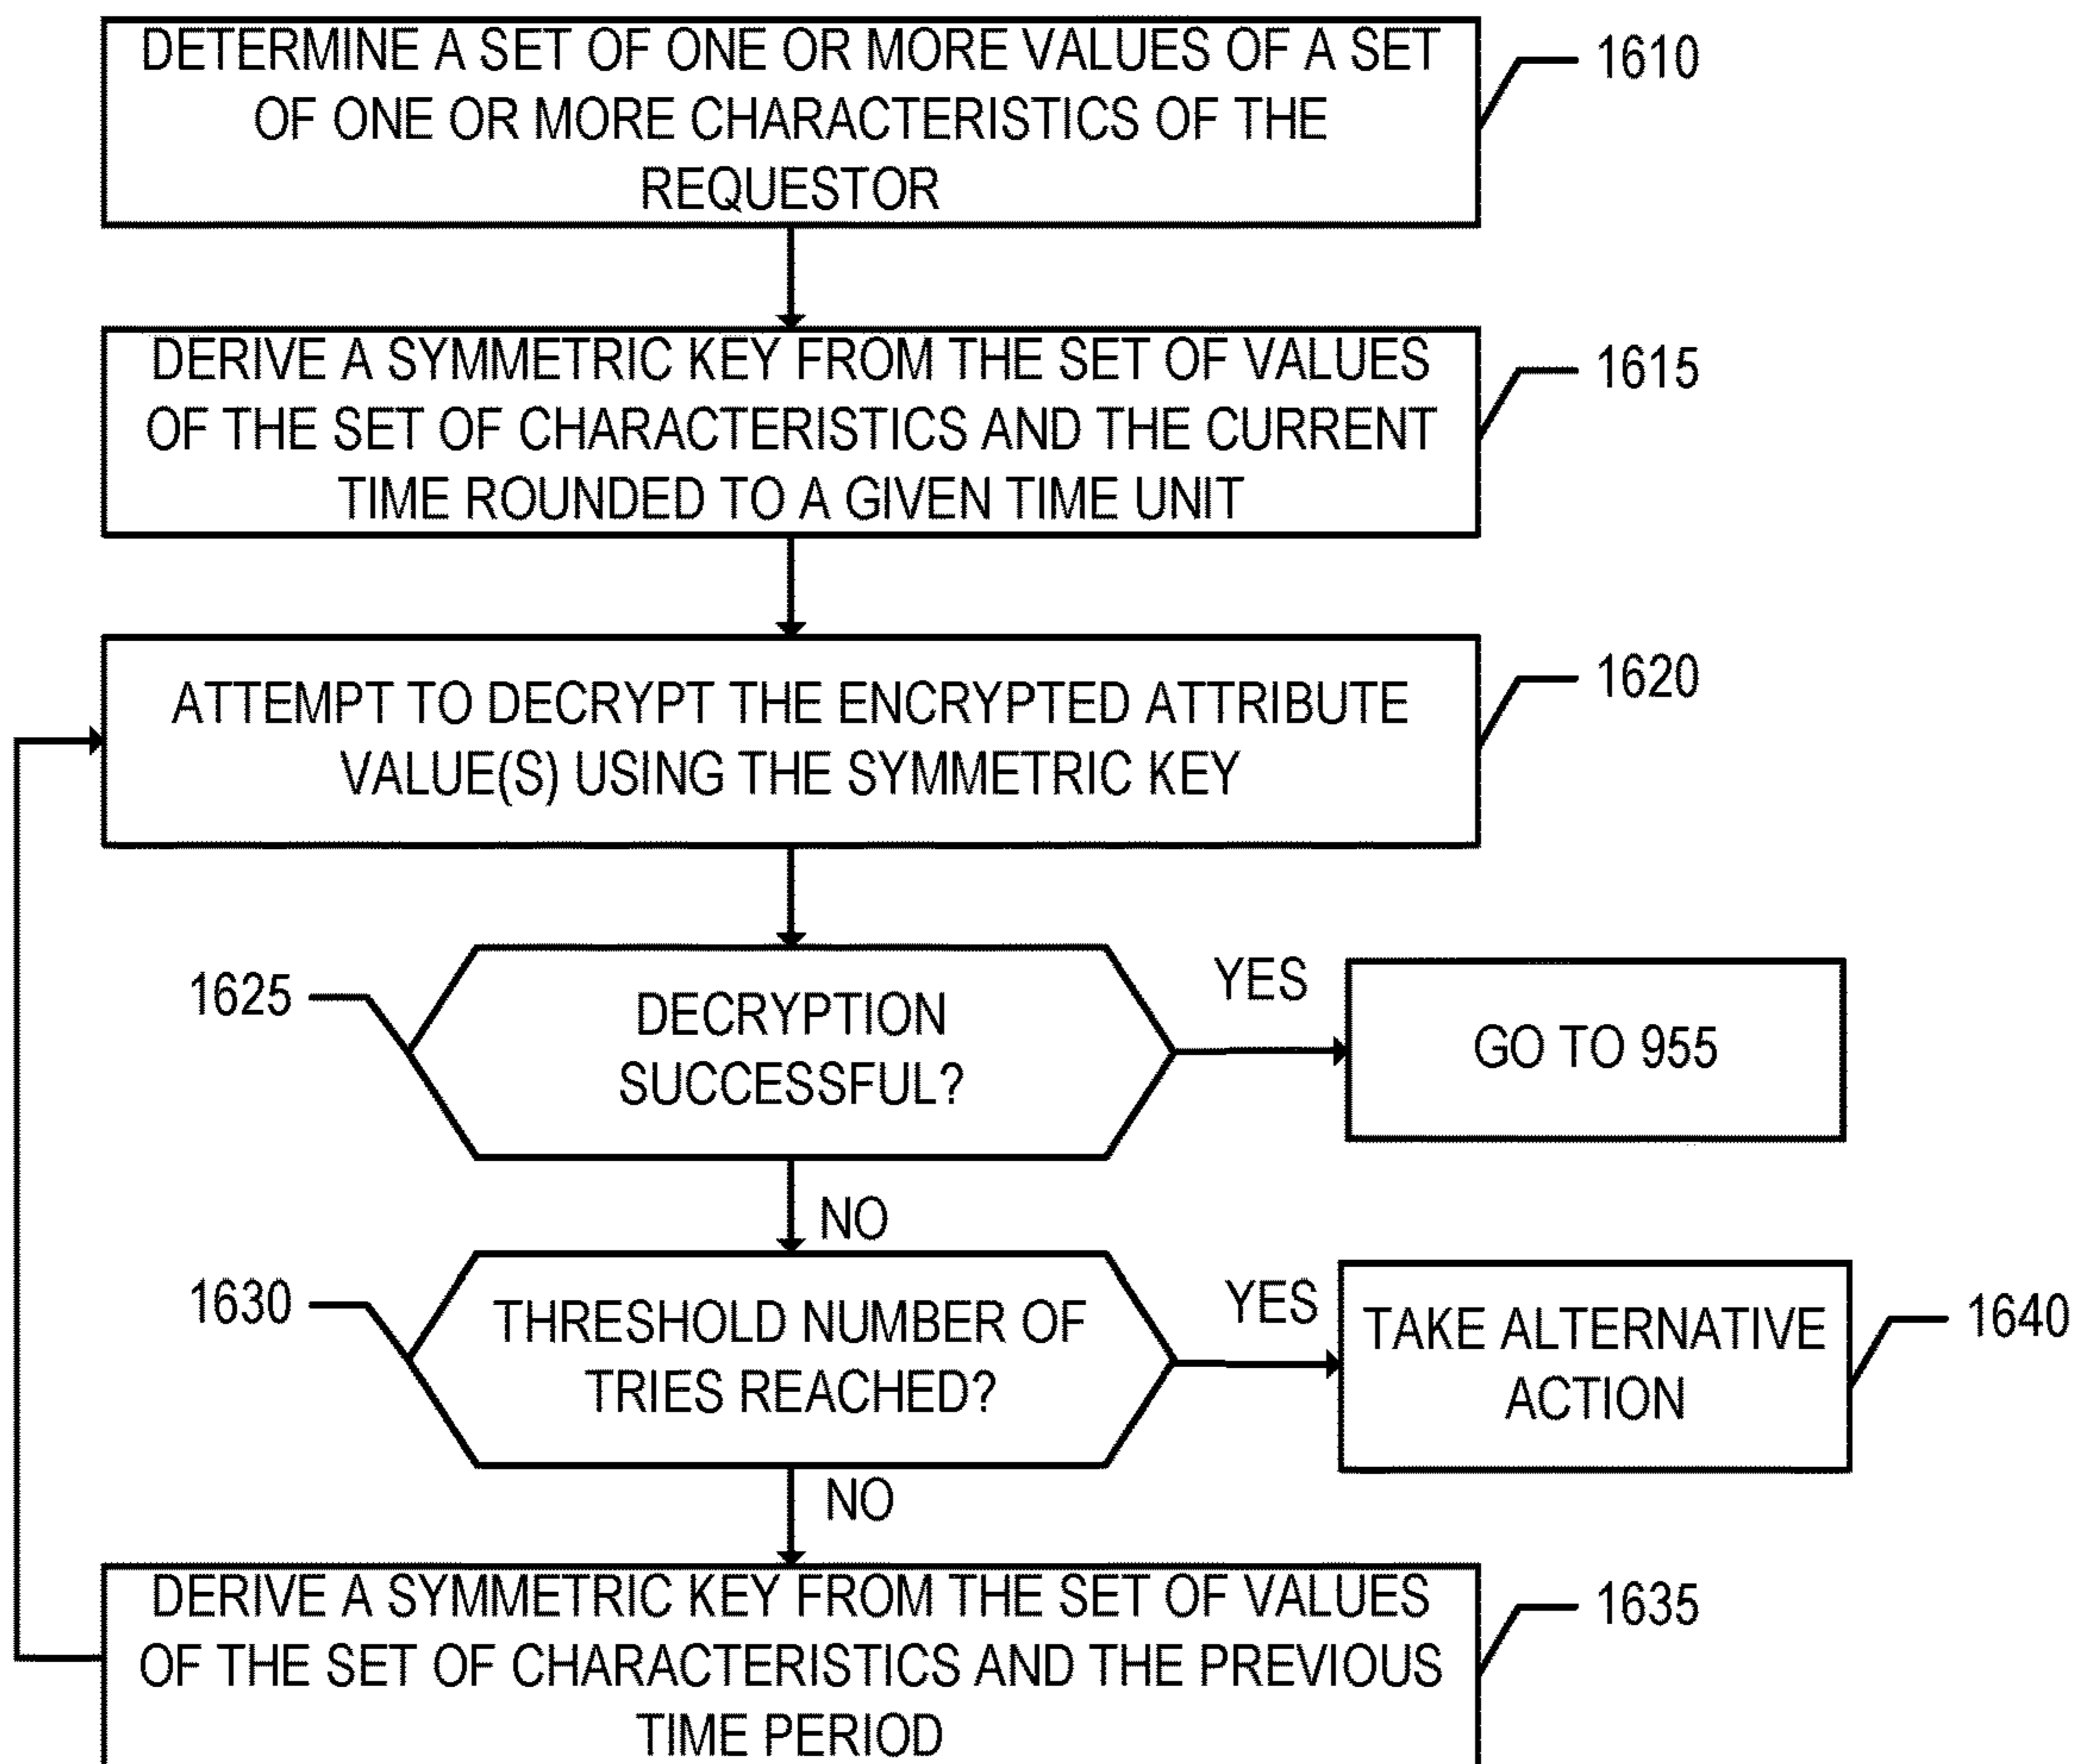 DETERMINE A SET OF ONE OR MORE VALUES OF A SET
OF ONE OR MORE CHARACTERISTICS OF THE
REQUESTOR
1610
DERIVE A SYMMETRIC KEY FROM THE SET OF VALUES
OF THE SET OF CHARACTERISTICS AND THE CURRENT
TIME ROUNDED TO A GIVEN TIME UNIT
1615
ATTEMPT TO DECRYPT THE ENCRYPTED ATTRIBUTE
VALUE(S) USING THE SYMMETRIC KEY
1620
1625
DECRYPTION
SUCCESSFUL?
YES
GO TO 955
NO
1630
THRESHOLD NUMBER OF
TRIES REACHED?
YES
TAKE ALTERNATIVE
ACTION
1640
NO
DERIVE A SYMMETRIC KEY FROM THE SET OF VALUES
OF THE SET OF CHARACTERISTICS AND THE PREVIOUS
TIME PERIOD
1635